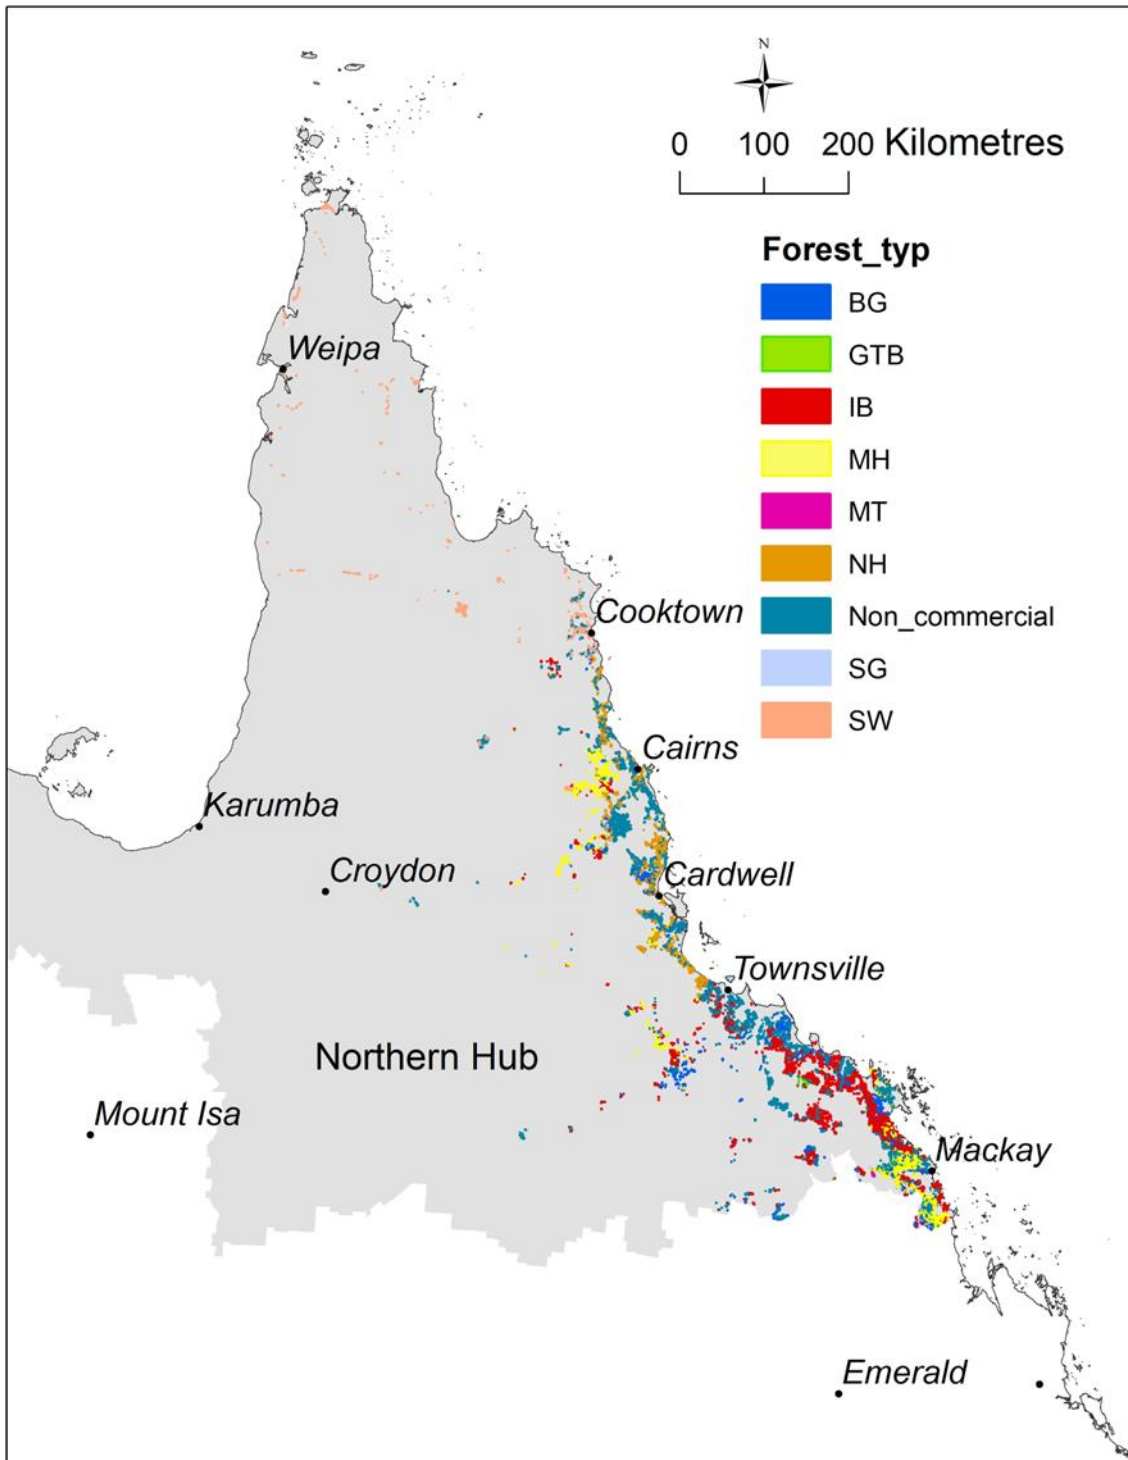 N
0 100 200 Kilometres
Forest_typ
BG
GTB
IB
MH
MT
NH
Non_commercial
SG
SW
Weipa
Cooktown
Cairns
Karumba
Croydon
Cardwell
Townsville
Northern Hub
Mount Isa
Mackay
Emerald